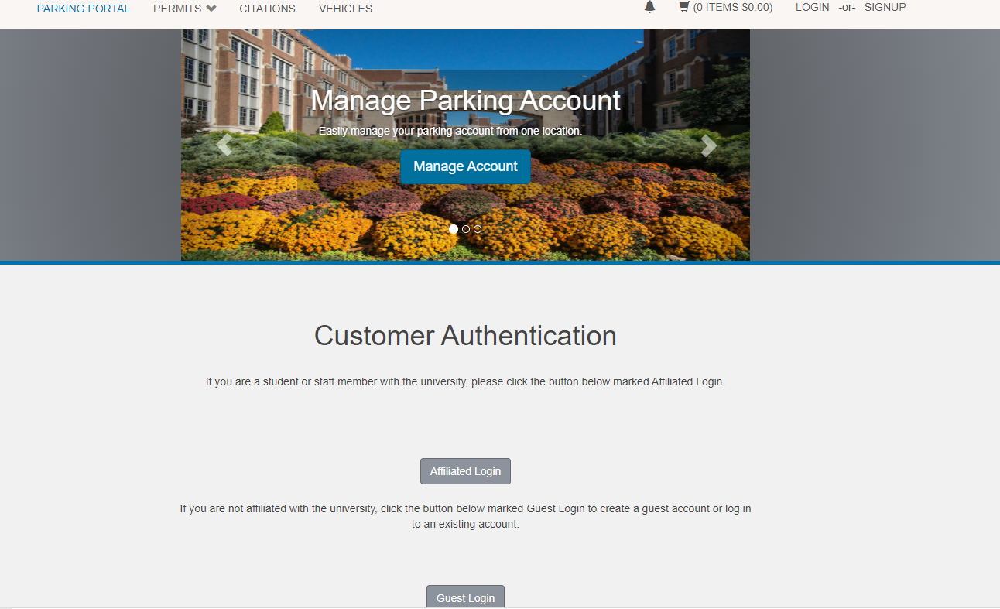 PARKING PORTAL PERMITS CITATIONS VEHICLES (0 ITEMS $0.00) LOGIN -or- SIGNUP
Manage Parking Account
Easily manage your parking account from one location.
Manage Account
Customer Authentication
If you are a student or staff member with the university, please click the button below marked Affiliated Login.
Affiliated Login
If you are not affiliated with the university, click the button below marked Guest Login to create a guest account or log in
to an existing account.
Guest Login